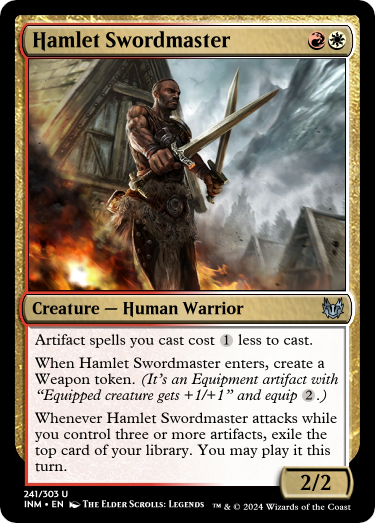 Hamlet Swordmaster
Creature — Human Warrior
Artifact spells you cast cost 1 less to cast.
When Hamlet Swordmaster enters, create a
Weapon token. (It's an Equipment artifact with
“Equipped creature gets +1/+1” and equip 2.)
Whenever Hamlet Swordmaster attacks while
you control three or more artifacts, exile the
top card of your library. You may play it this
turn.
2/2
241/303 U
INM • EN The Elder Scrolls: Legends ™ & © 2024 Wizards of the Coast